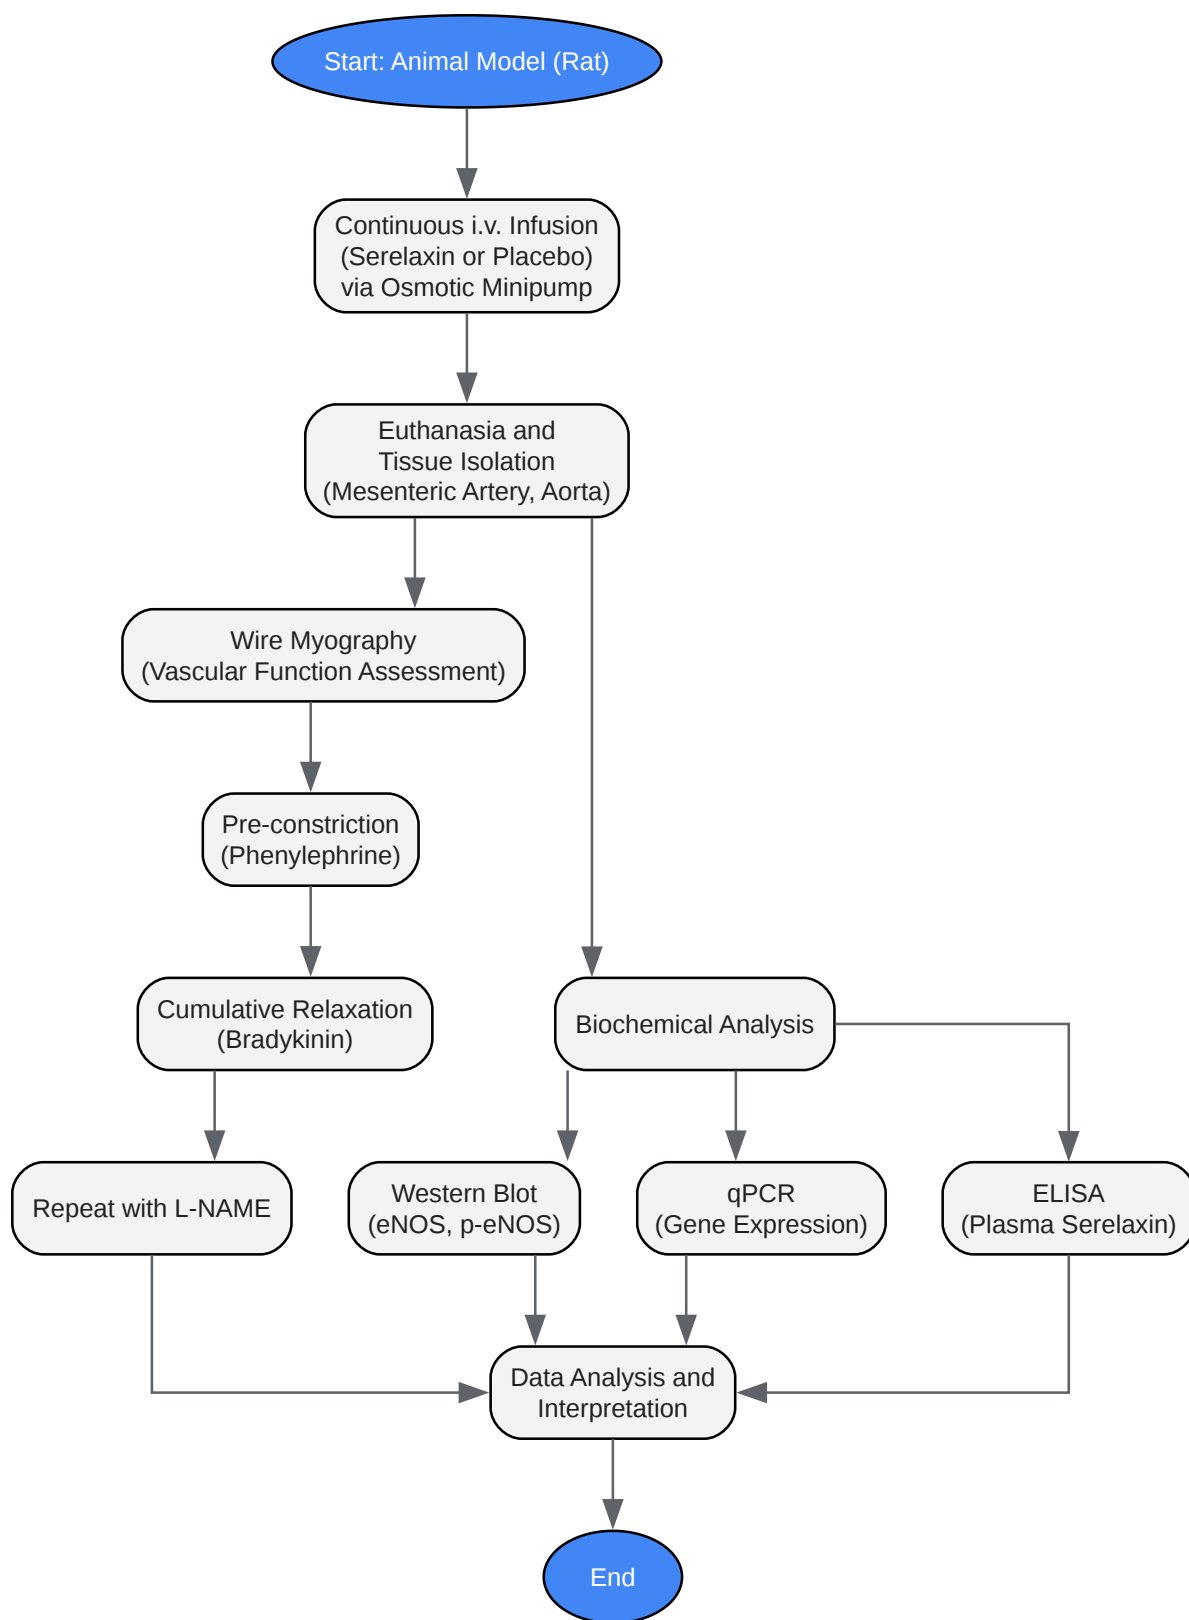 Start: Animal Model (Rat)
Continuous i.v. Infusion
(Serelaxin or Placebo)
via Osmotic Minipump
Euthanasia and
Tissue Isolation
(Mesenteric Artery, Aorta)
Wire Myography
(Vascular Function Assessment)
Pre-constriction
(Phenylephrine)
Cumulative Relaxation
(Bradykinin)
Biochemical Analysis
Repeat with L-NAME
Western Blot
(eNOS, p-eNOS)
qPCR
(Gene Expression)
ELISA
(Plasma Serelaxin)
Data Analysis and
Interpretation
End